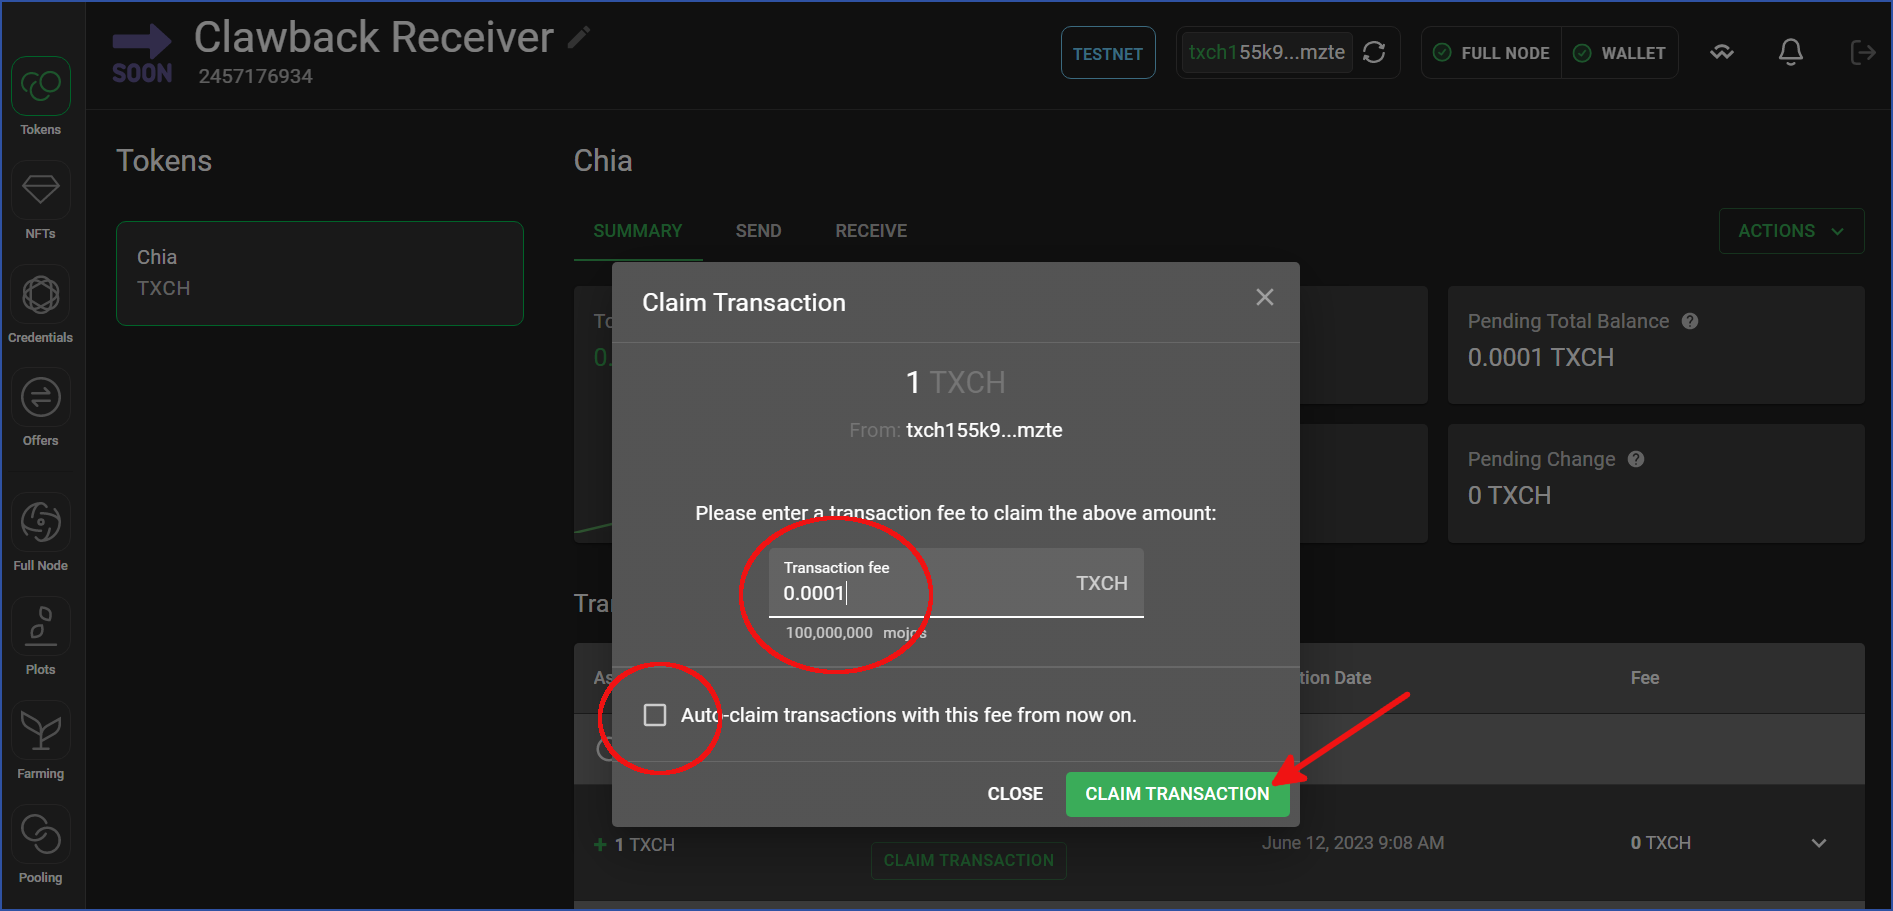 SOON
Clawback Receiver
2457176934
TESTNET
txch155k9...mzte
FULL NODE
WALLET
Tokens
NFTs
Credentials
Offers
Full Node
Plots
Farming
Pooling
Tokens
Chia
TXCH
Chia
SUMMARY
SEND
RECEIVE
ACTIONS
To
0.
Pending Total Balance
0.0001 TXCH
Pending Change
0 TXCH
Claim Transaction
1 TXCH
From: txch155k9...mzte
Please enter a transaction fee to claim the above amount:
Transaction fee
0.0001
TXCH
100,000,000 mojos
Auto-claim transactions with this fee from now on.
CLOSE
CLAIM TRANSACTION
Tra
As
tion Date
Fee
+ 1 TXCH
CLAIM TRANSACTION
June 12, 2023 9:08 AM
0 TXCH